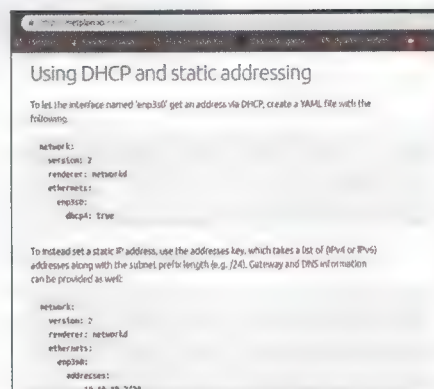 Using DHCP and static addressing
To let the interface named 'enp3s0' get an address via DHCP, create a YAML file with the
following:
network:
version: 2
renderer: networkd
ethernets:
enp3s0:
dhcp4: true
To instead set a static IP address, use the addresses key, which takes a list of (IPv4 or IPv6)
addresses along with the subnet prefix length (e.g. /24). Gateway and DNS information
can be provided as well:
network:
version: 2
renderer: networkd
ethernets:
enp3s0:
addresses: